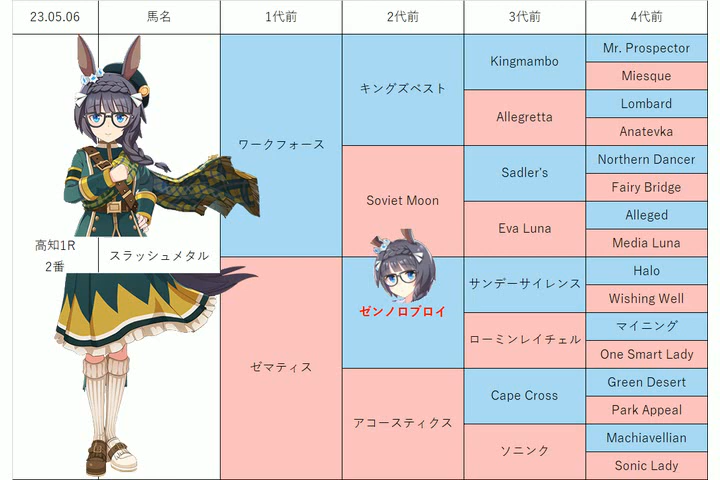 23.05.06 馬名 1代前 2代前 3代前 4代前
高知1R
2番
スラッシュメタル
ワークフォース
ゼマティス
キングズベスト
Soviet Moon
ゼンノロブロイ
アコースティクス
Kingmambo
Allegretta
Sadler's
Eva Luna
サンデーサイレンス
ローミンレイチェル
Cape Cross
ソニンク
Mr. Prospector
Miesque
Lombard
Anatevka
Northern Dancer
Fairy Bridge
Alleged
Media Luna
Halo
Wishing Well
マイニング
One Smart Lady
Green Desert
Park Appeal
Machiavellian
Sonic Lady